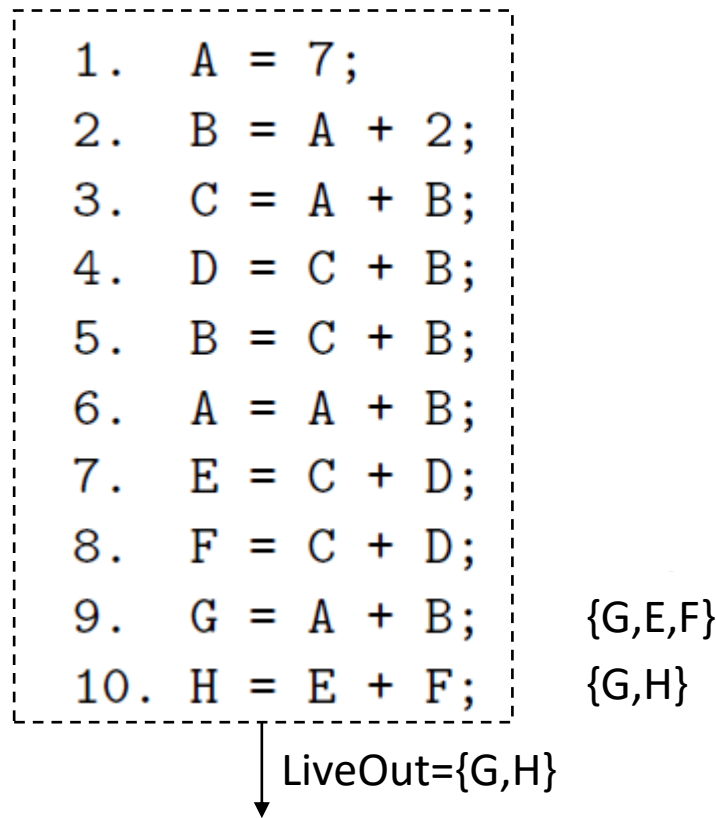 1. A = 7;
2. B = A + 2;
3. C = A + B;
4. D = C + B;
5. B = C + B;
6. A = A + B;
7. E = C + D;
8. F = C + D;
9. G = A + B; {G,E,F}
10. H = E + F; {G,H}
LiveOut={G,H}